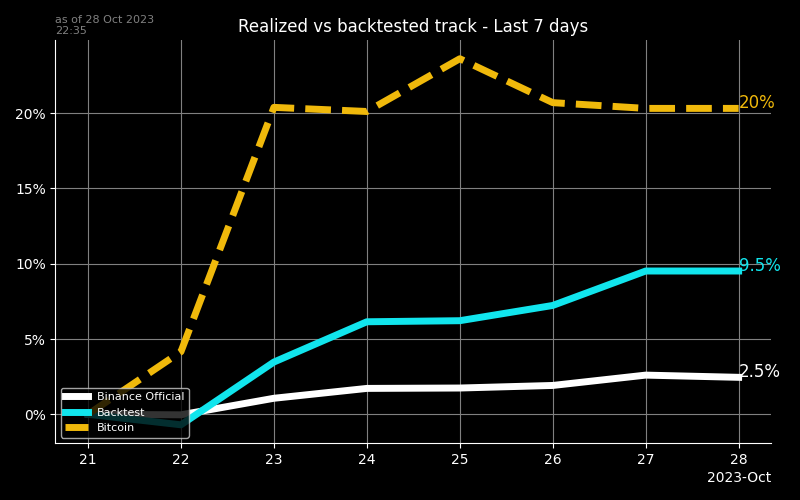 as of 28 Oct 2023
22:35
Realized vs backtested track - Last 7 days
20%
15%
10%
5%
0%
20%
9.5%
2.5%
Binance Official
Backtest
Bitcoin
21 22 23 24 25 26 27 28
2023-Oct